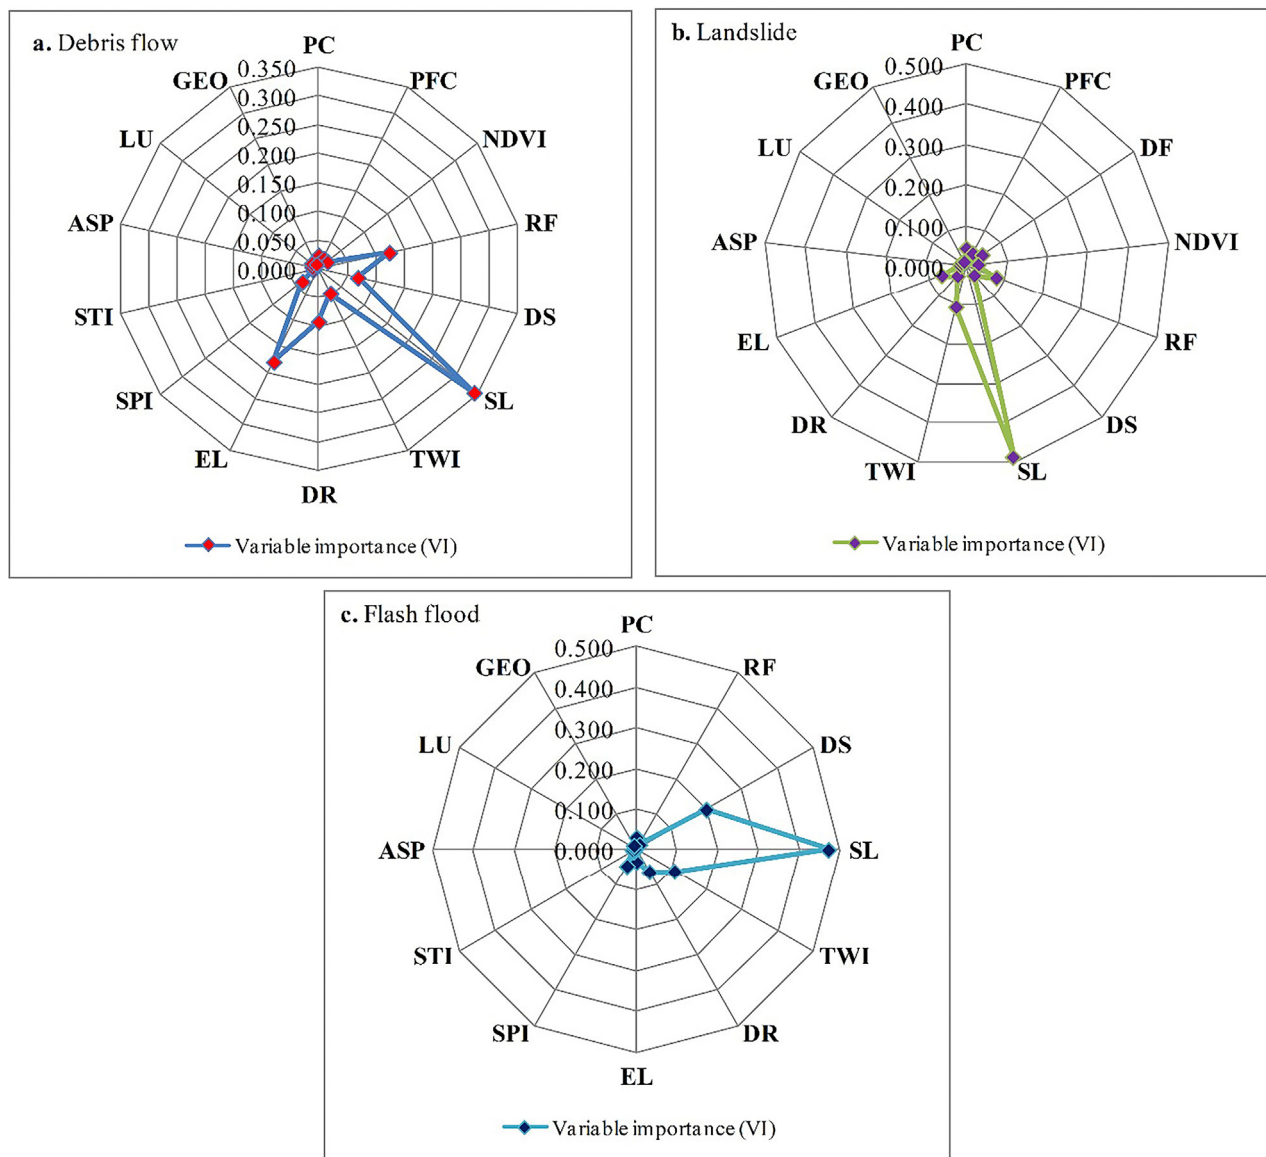 a. Debris flow
PC
PFC
NDVI
RF
DS
SL
TWI
DR
EL
SPI
STI
ASP
LU
GEO
0.350
0.300
0.250
0.200
0.150
0.100
0.050
0.000
Variable importance (VI)
b. Landslide
PC
PFC
DF
NDVI
RF
DS
SL
TWI
DR
EL
ASP
LU
GEO
0.500
0.400
0.300
0.200
0.100
0.000
Variable importance (VI)
c. Flash flood
PC
RF
DS
SL
TWI
DR
EL
SPI
STI
ASP
LU
GEO
0.500
0.400
0.300
0.200
0.100
0.000
Variable importance (VI)